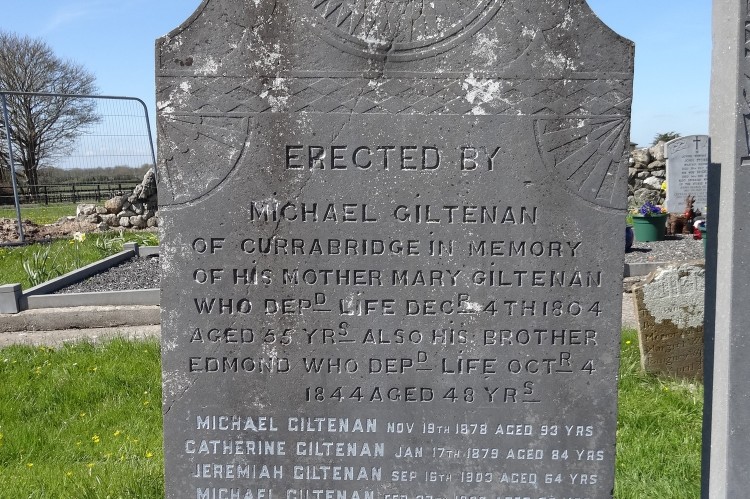 ERECTED BY
MICHAEL GILTENAN
OF CURRABRIDGE IN MEMORY
OF HIS MOTHER MARY GILTENAN
WHO DEPD LIFE DECR 4TH 1804
AGED 55 YRS ALSO HIS BROTHER
EDMOND WHO DEPD LIFE OCTR 4
1844 AGED 48 YRS
MICHAEL GILTENAN NOV 19TH 1878 AGED 93 YRS
CATHERINE GILTENAN JAN 17TH 1879 AGED 84 YRS
JEREMIAH GILTENAN SEP 16TH 1903 AGED 64 YRS
MICHAEL GILTENAN